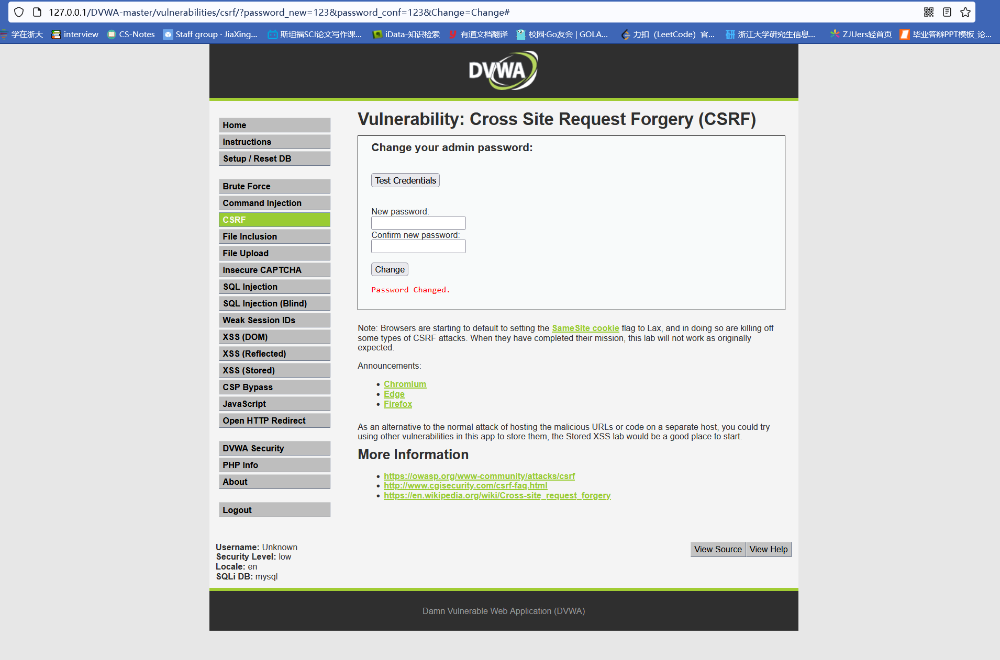 127.0.0.1/DVWA-master/vulnerabilities/csrf/?password_new=123&password_conf=123&Change=Change#
学在浙大 interview CS-Notes Staff group · JiaXing... 斯坦福SCI论文写作课... iData-知识检索 有道文档翻译 校园·Go友会 | GOLA... 力扣（LeetCode）官... 浙江大学研究生信息... ZJUers轻首页 毕业答辩PPT模板_论...
DVWA
Home
Instructions
Setup / Reset DB
Brute Force
Command Injection
CSRF
File Inclusion
File Upload
Insecure CAPTCHA
SQL Injection
SQL Injection (Blind)
Weak Session IDs
XSS (DOM)
XSS (Reflected)
XSS (Stored)
CSP Bypass
JavaScript
Open HTTP Redirect
DVWA Security
PHP Info
About
Logout
Vulnerability: Cross Site Request Forgery (CSRF)
Change your admin password:
Test Credentials
New password:
Confirm new password:
Change
Password Changed.
Note: Browsers are starting to default to setting the SameSite cookie flag to Lax, and in doing so are killing off
some types of CSRF attacks. When they have completed their mission, this lab will not work as originally
expected.
Announcements:
Chromium
Edge
Firefox
As an alternative to the normal attack of hosting the malicious URLs or code on a separate host, you could try
using other vulnerabilities in this app to store them, the Stored XSS lab would be a good place to start.
More Information
https://owasp.org/www-community/attacks/csrf
http://www.cgisecurity.com/csrf-faq.html
https://en.wikipedia.org/wiki/Cross-site_request_forgery
Username: Unknown
Security Level: low
Locale: en
SQLi DB: mysql
View Source View Help
Damn Vulnerable Web Application (DVWA)